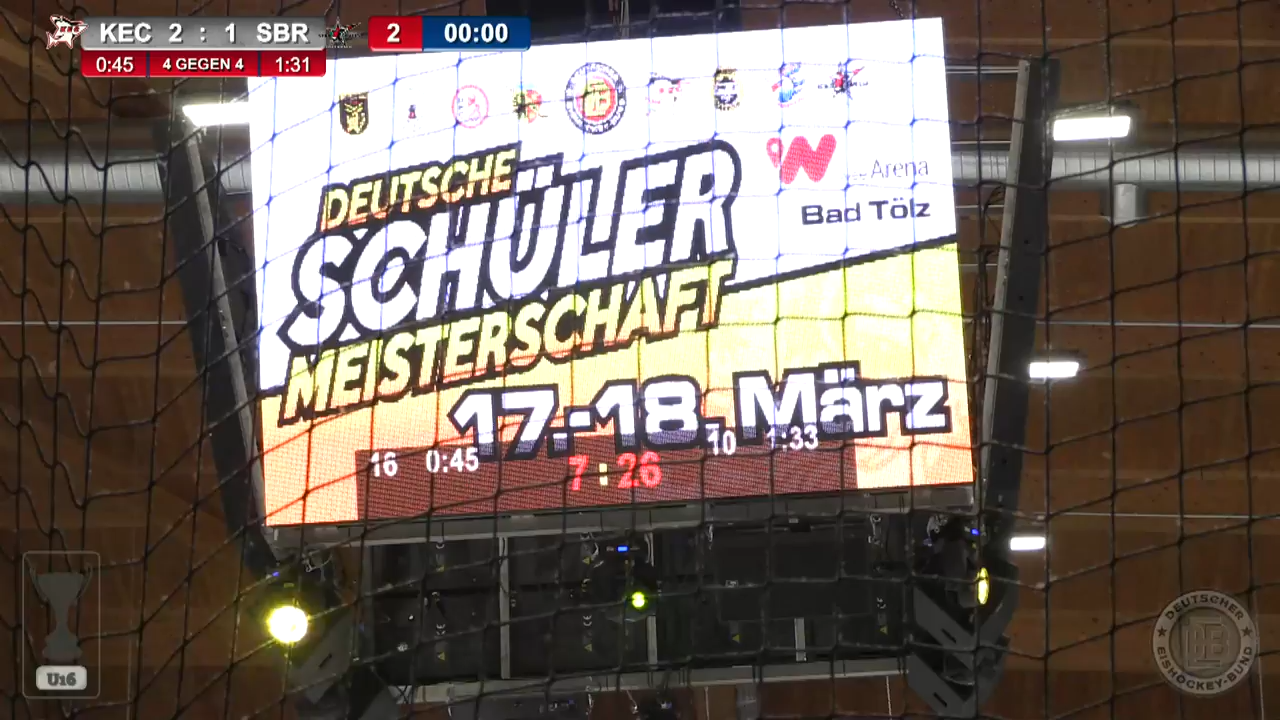 KEC 2 : 1 SBR 2 00:00
0:45 4 GEGEN 4 1:31
DEUTSCHE
SCHÜLER
MEISTERSCHAFT
Arena
Bad Tölz
17.-18. März
16 0:45 7:26 10 1:33
U16
DEUTSCHER
EISHOCKEY-BUND